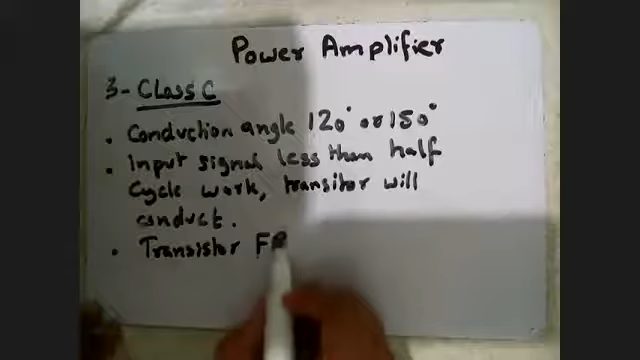 Power Amplifier
3- Class C
. Conduction angle 120° or 150°
. Input signal less than half
Cycle work, transitor will
conduct.
. Transistor